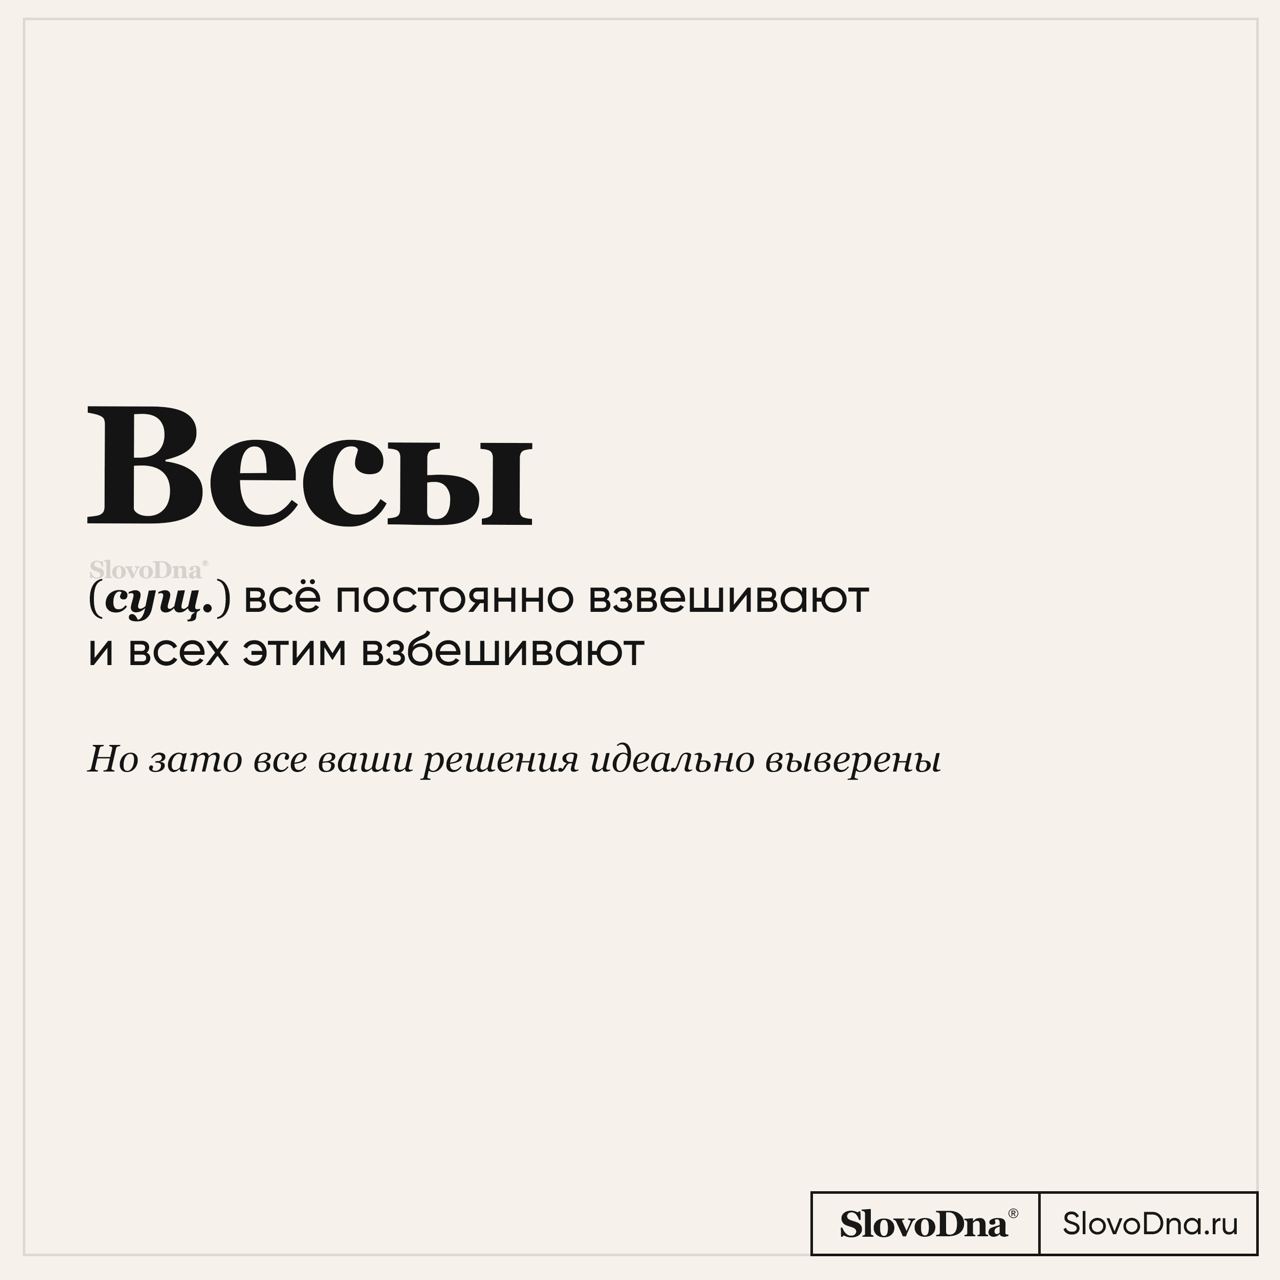 Весы
SlovoDna®
(сущ.) всё постоянно взвешивают
и всех этим взбешивают
Но зато все ваши решения идеально выверены
SlovoDna® SlovoDna.ru